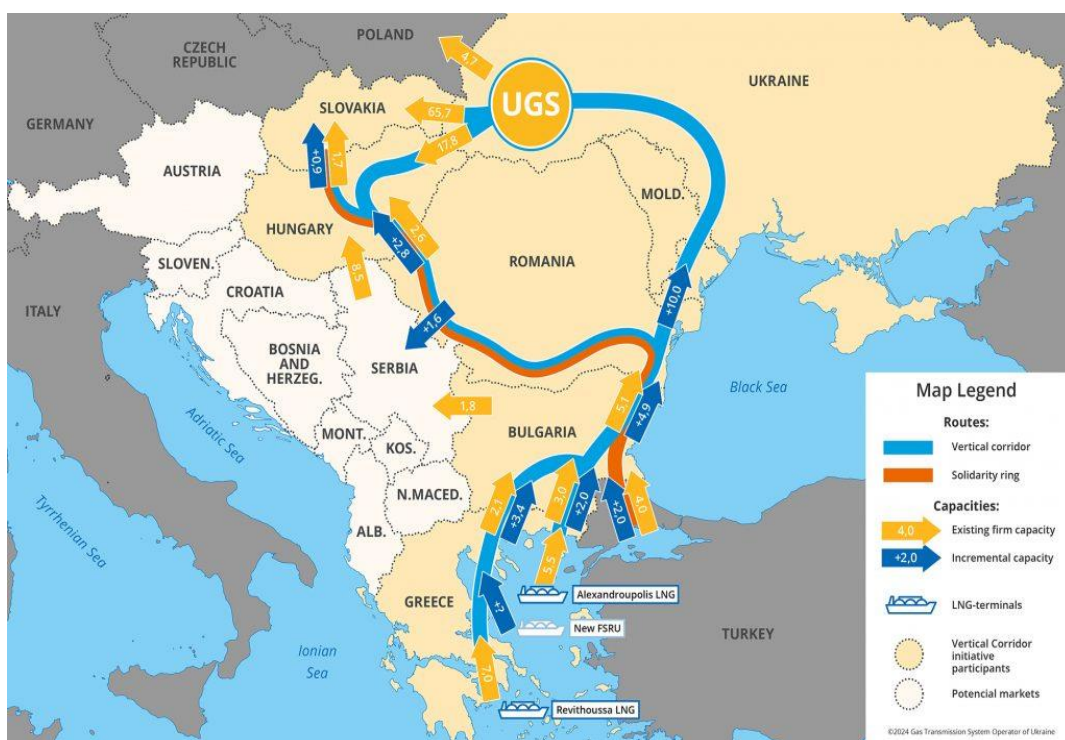 POLAND
CZECH
REPUBLIC
4,7
UKRAINE
UGS
SLOVAKIA
65,7
17,8
GERMANY
+0,9
1,7
AUSTRIA
MOLD.
HUNGARY
2,6
+2,8
ROMANIA
SLOVEN.
8,5
CROATIA
+10,0
ITALY
+1,6
BOSNIA
AND
HERZEG.
SERBIA
Black Sea
Adriatic Sea
1,8
5,1
+4,9
BULGARIA
MONT.
KOS.
N.MACED.
2,1
+3,4
3,0
+2,0
+2,0
4,0
Tyrrhenian Sea
ALB.
5,5
GREECE
+?
Alexandroupolis LNG
New FSRU
TURKEY
Ionian
Sea
7,0
Revithoussa LNG
Map Legend
Routes:
Vertical corridor
Solidarity ring
Capacities:
4,0
Existing firm capacity
+2,0
Incremental capacity
LNG-terminals
Vertical Corridor
initiative
participants
Potencial markets
©2024 Gas Transmission System Operator of Ukraine